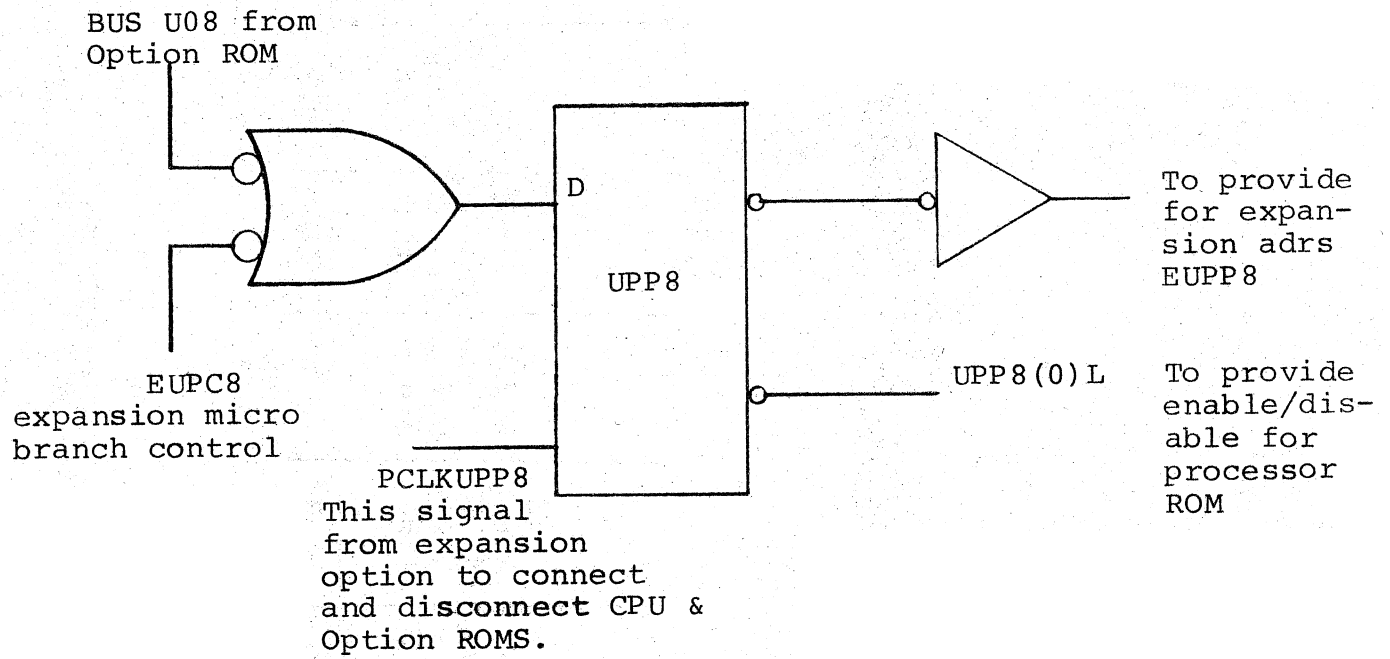 BUS U08 from
Option ROM
D
UPP8
To provide
for expan-
sion adrs
EUPP8
EUPC8
expansion micro
branch control
UPP8(0)L
To provide
enable/dis-
able for
processor
ROM
PCLKUPP8
This signal
from expansion
option to connect
and disconnect CPU &
Option ROMS.